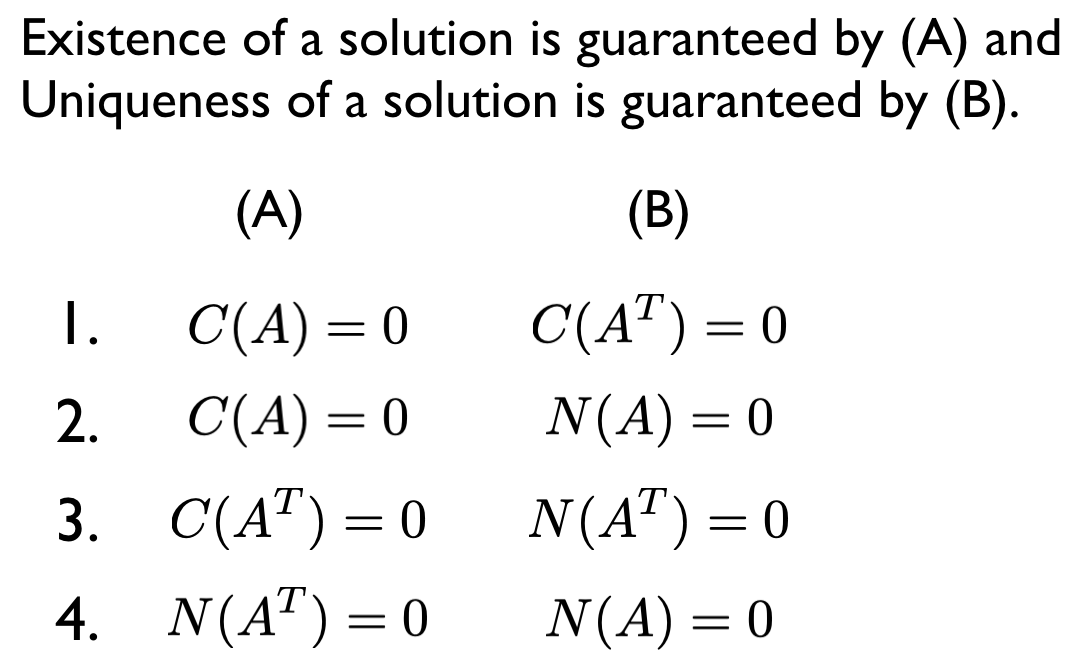 Existence of a solution is guaranteed by (A) and
Uniqueness of a solution is guaranteed by (B).
(A) (B)
1. C(A) = 0 C(A^T) = 0
2. C(A) = 0 N(A) = 0
3. C(A^T) = 0 N(A^T) = 0
4. N(A^T) = 0 N(A) = 0